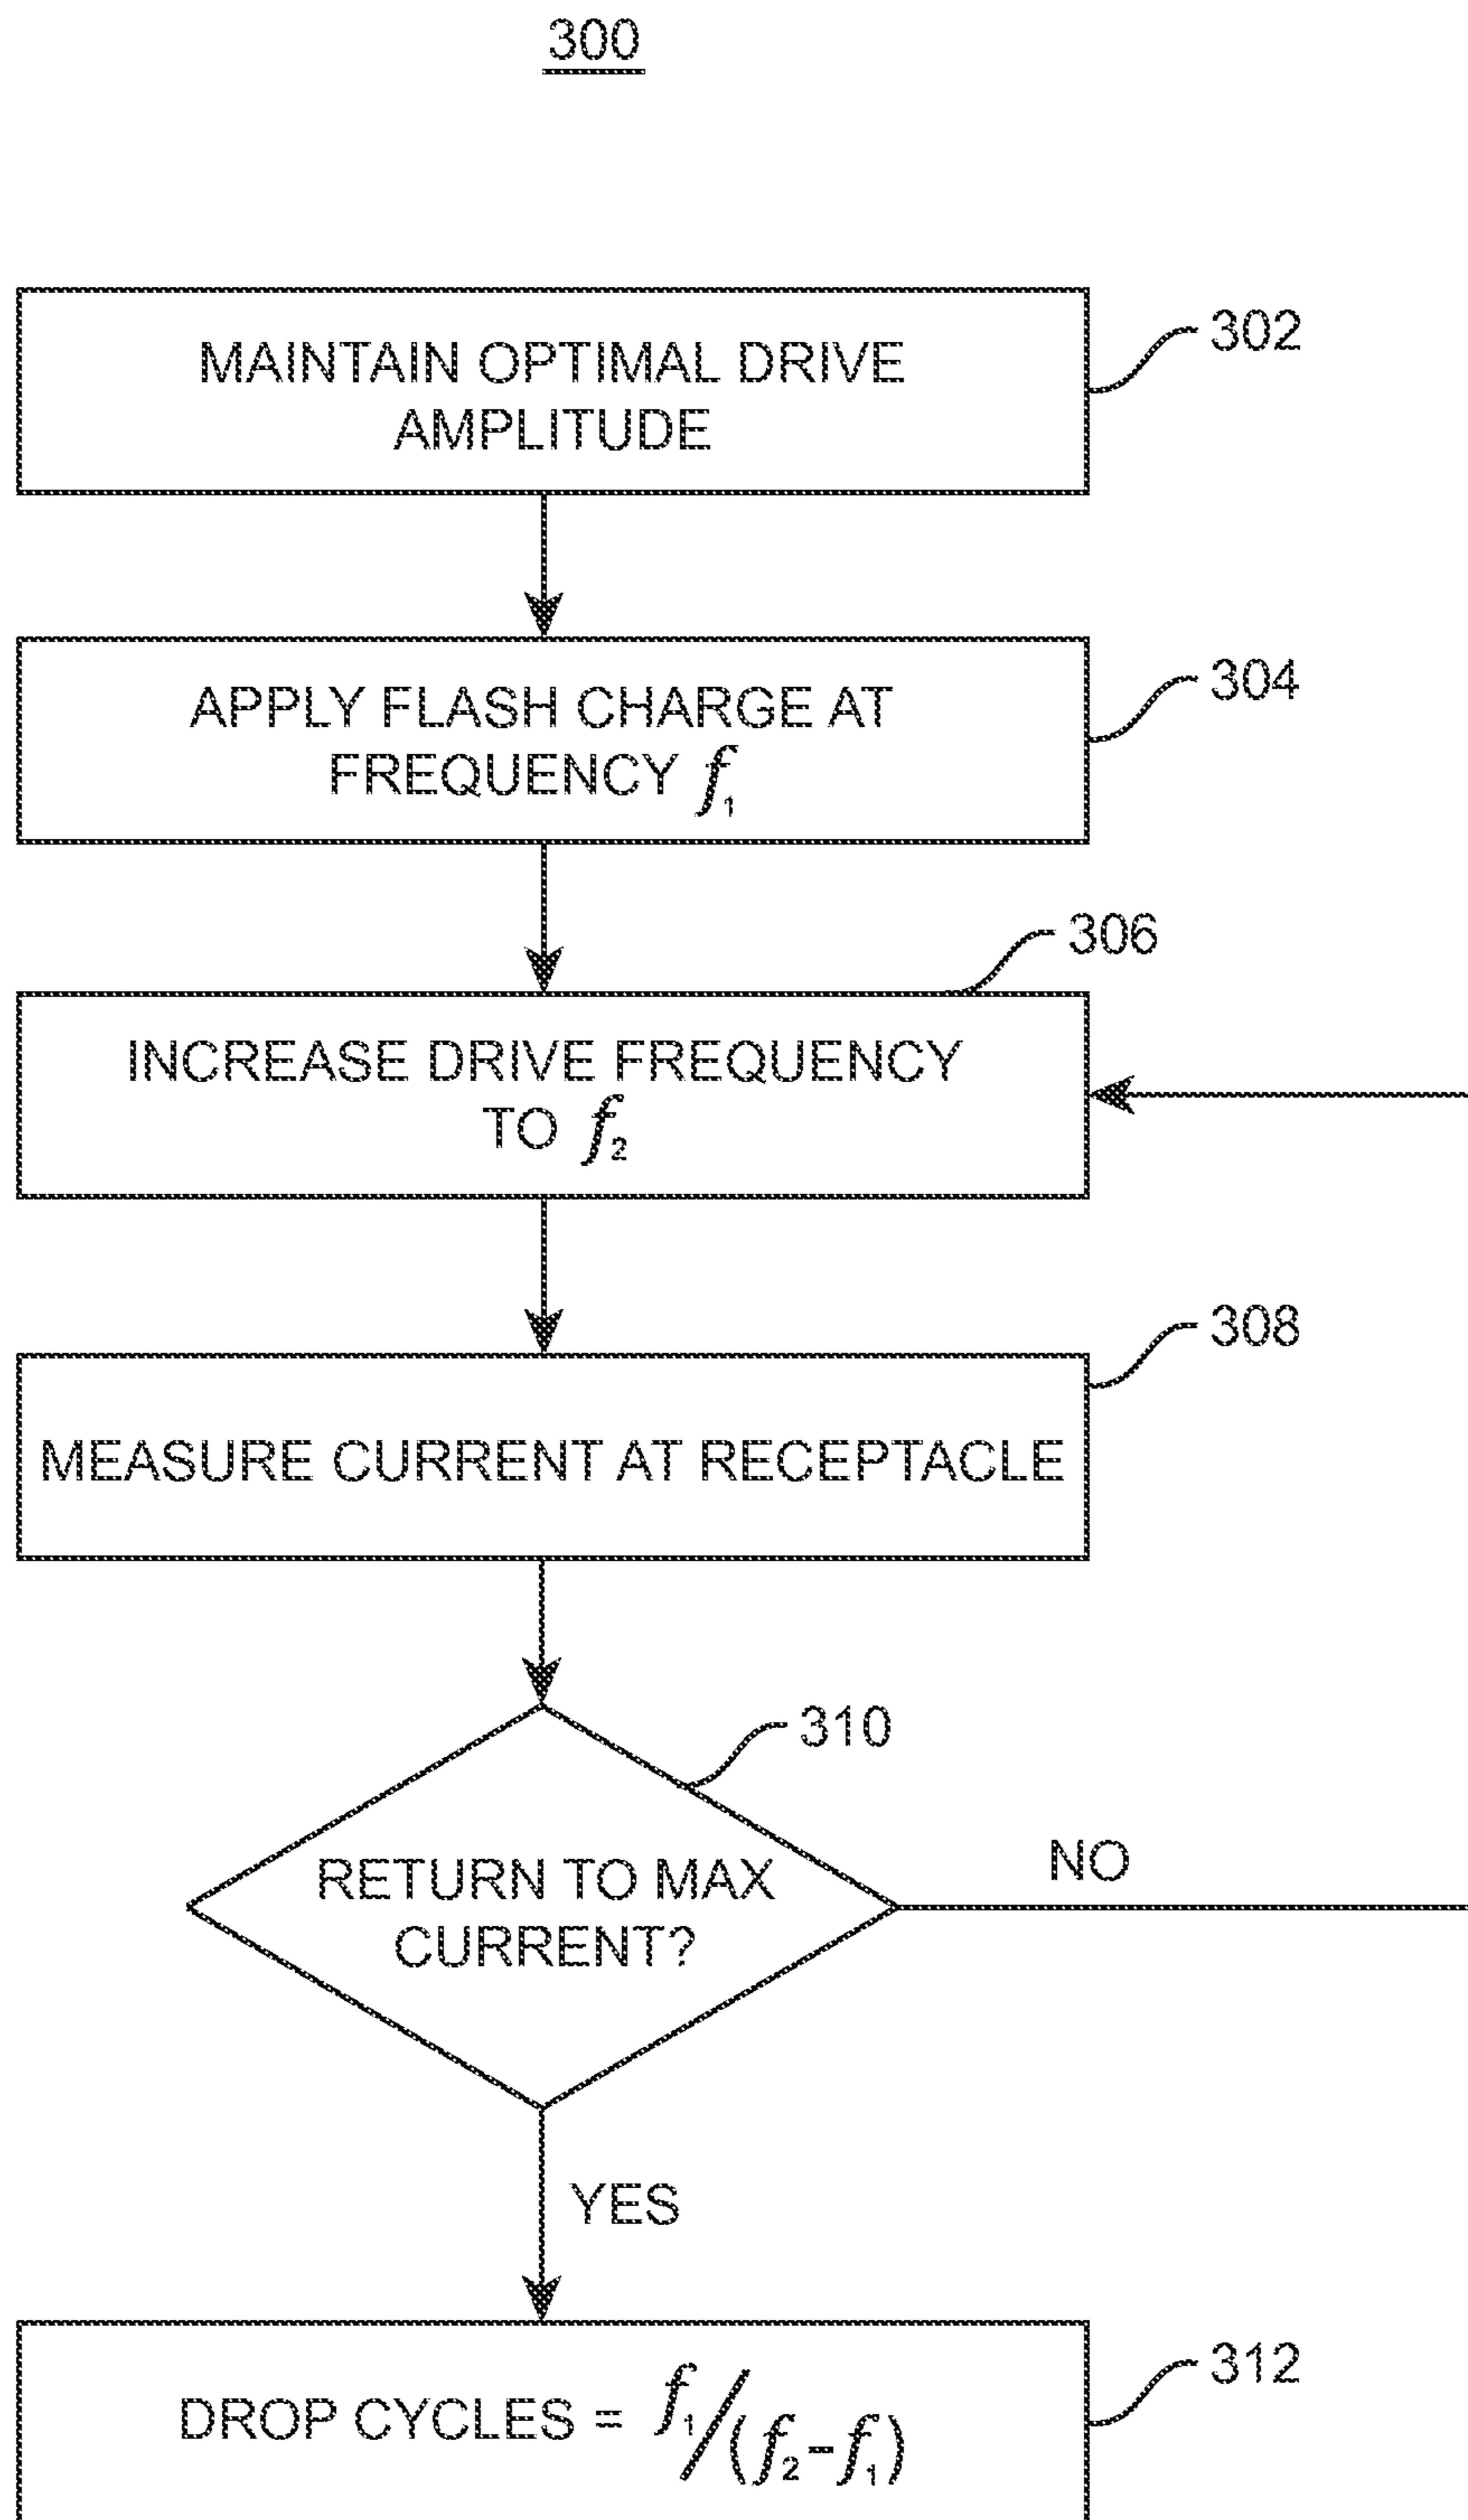 300
MAINTAIN OPTIMAL DRIVE
AMPLITUDE
302
APPLY FLASH CHARGE AT
FREQUENCY f₁
304
306
INCREASE DRIVE FREQUENCY
TO f₂
308
MEASURE CURRENT AT RECEPTACLE
310
RETURN TO MAX
CURRENT?
NO
YES
DROP CYCLES = f₁/(f₂-f₁)
312